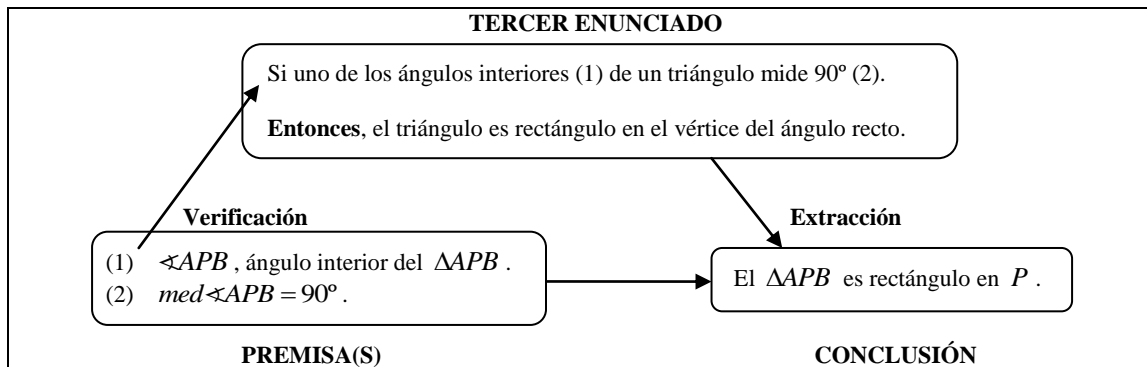 TERCER ENUNCIADO
Si uno de los ángulos interiores (1) de un triángulo mide 90º (2).
Entonces, el triángulo es rectángulo en el vértice del ángulo recto.
Verificación
Extracción
(1) ∢APB , ángulo interior del ΔAPB .
(2) med∢APB = 90º .
El ΔAPB es rectángulo en P .
PREMISA(S)
CONCLUSIÓN